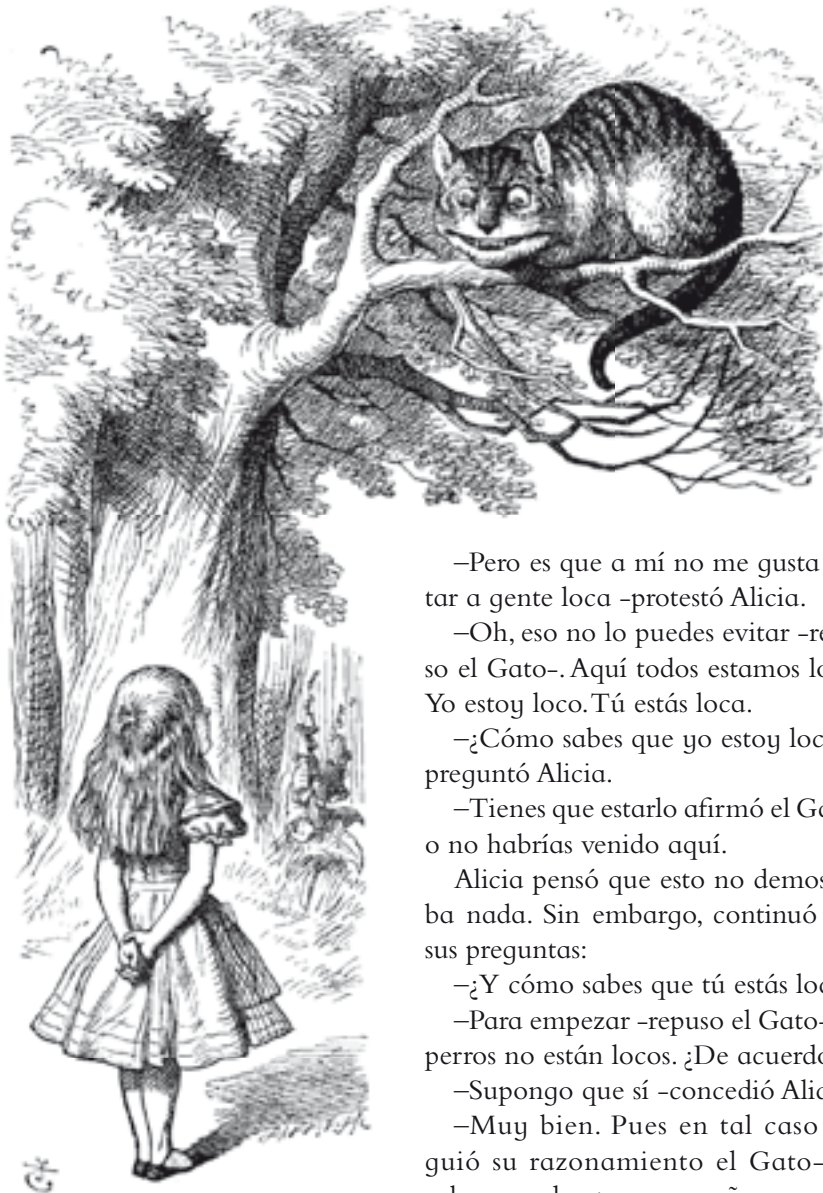 –Pero es que a mí no me gusta
tar a gente loca -protestó Alicia.
–Oh, eso no lo puedes evitar -re
so el Gato-. Aquí todos estamos lo
Yo estoy loco. Tú estás loca.
–¿Cómo sabes que yo estoy loc
preguntó Alicia.
–Tienes que estarlo afirmó el Ga
o no habrías venido aquí.
Alicia pensó que esto no demos
ba nada. Sin embargo, continuó
sus preguntas:
–¿Y cómo sabes que tú estás loc
–Para empezar -repuso el Gato-
perros no están locos. ¿De acuerdo
–Supongo que sí -concedió Alic
–Muy bien. Pues en tal caso
guió su razonamiento el Gato-